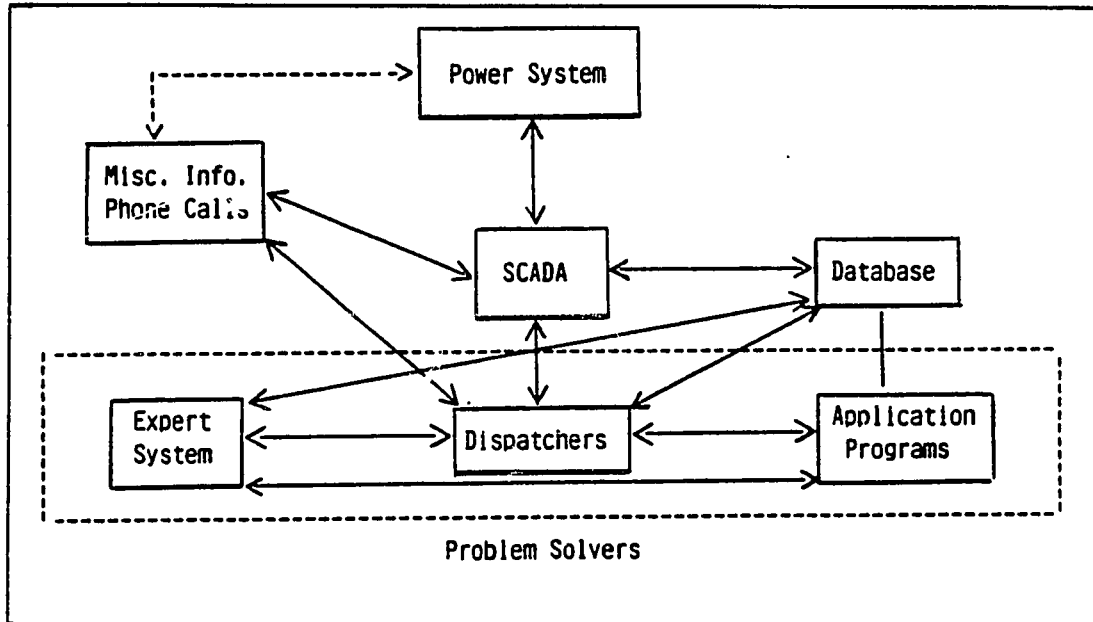 Power System
Misc. Info.
Phone Calls
SCADA
Database
Expert
System
Dispatchers
Application
Programs
Problem Solvers